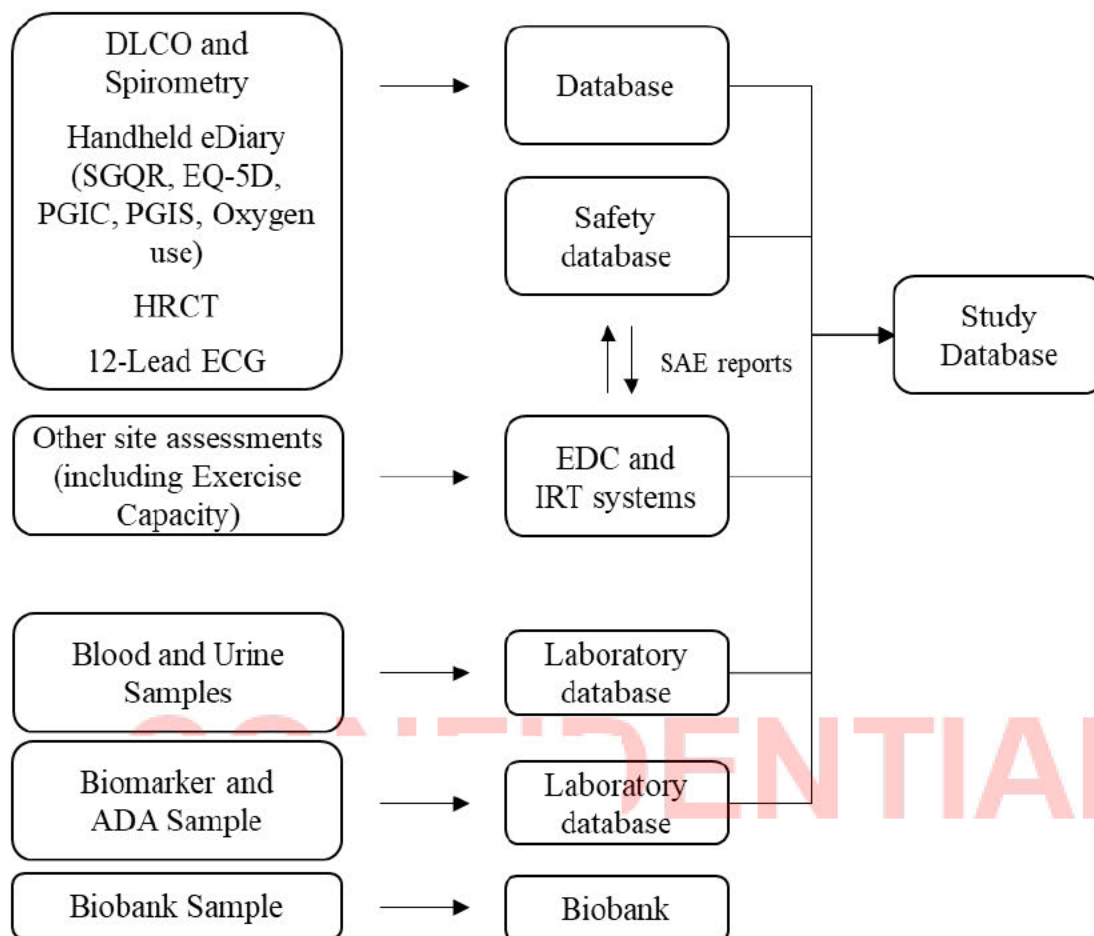 DLCO and
Spirometry
Handheld eDiary
(SGQR, EQ-5D,
PGIC, PGIS, Oxygen
use)
HRCT
12-Lead ECG
Database
Safety
database
SAE reports
Study
Database
Other site assessments
(including Exercise
Capacity)
EDC and
IRT systems
Blood and Urine
Samples
Laboratory
database
CONFIDENTIAL
Biomarker and
ADA Sample
Laboratory
database
Biobank Sample
Biobank